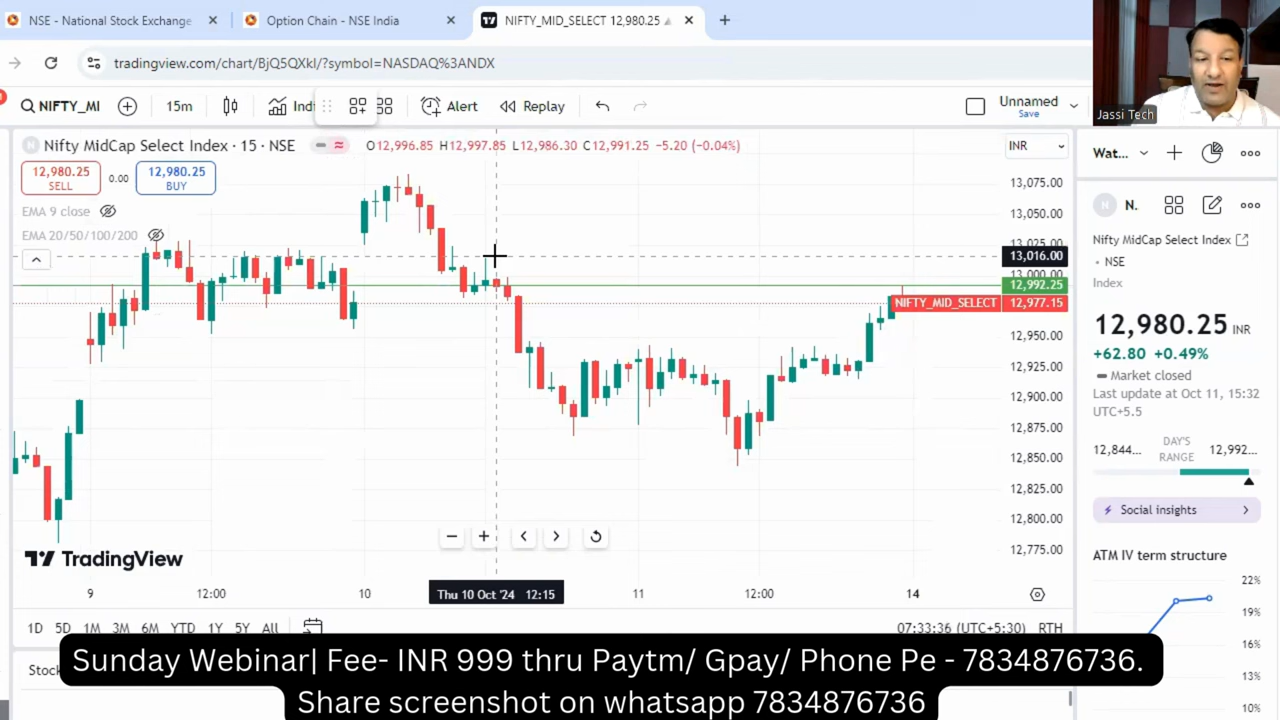 NSE - National Stock Exchange
Option Chain - NSE India
NIFTY_MID_SELECT 12,980.25
tradingview.com/chart/BjQ5QXkI/?symbol=NASDAQ%3ANDX
NIFTY_MI
15m
Indi
Alert
Replay
Unnamed
Save
Jassi Tech
Nifty MidCap Select Index · 15 · NSE
O12,996.85 H12,997.85 L12,986.30 C12,991.25 -5.20 (-0.04%)
INR
Wat...
12,980.25
SELL
0.00
12,980.25
BUY
EMA 9 close
EMA 20/50/100/200
N
N.
Nifty MidCap Select Index
• NSE
Index
12,980.25 INR
+62.80 +0.49%
Market closed
Last update at Oct 11, 15:32
UTC+5.5
12,844...
DAY'S
RANGE
12,992...
Social insights
ATM IV term structure
22%
19%
16%
13%
10%
13,075.00
13,050.00
13,025.00
13,016.00
13,000.00
12,992.25
NIFTY_MID_SELECT 12,977.15
12,950.00
12,925.00
12,900.00
12,875.00
12,850.00
12,825.00
12,800.00
12,775.00
TradingView
9
12:00
10
Thu 10 Oct '24 12:15
11
12:00
14
1D 5D 1M 3M 6M YTD 1Y 5Y All
07:33:36 (UTC+5:30) RTH
Stock
Sunday Webinar| Fee- INR 999 thru Paytm/ Gpay/ Phone Pe - 7834876736.
Share screenshot on whatsapp 7834876736